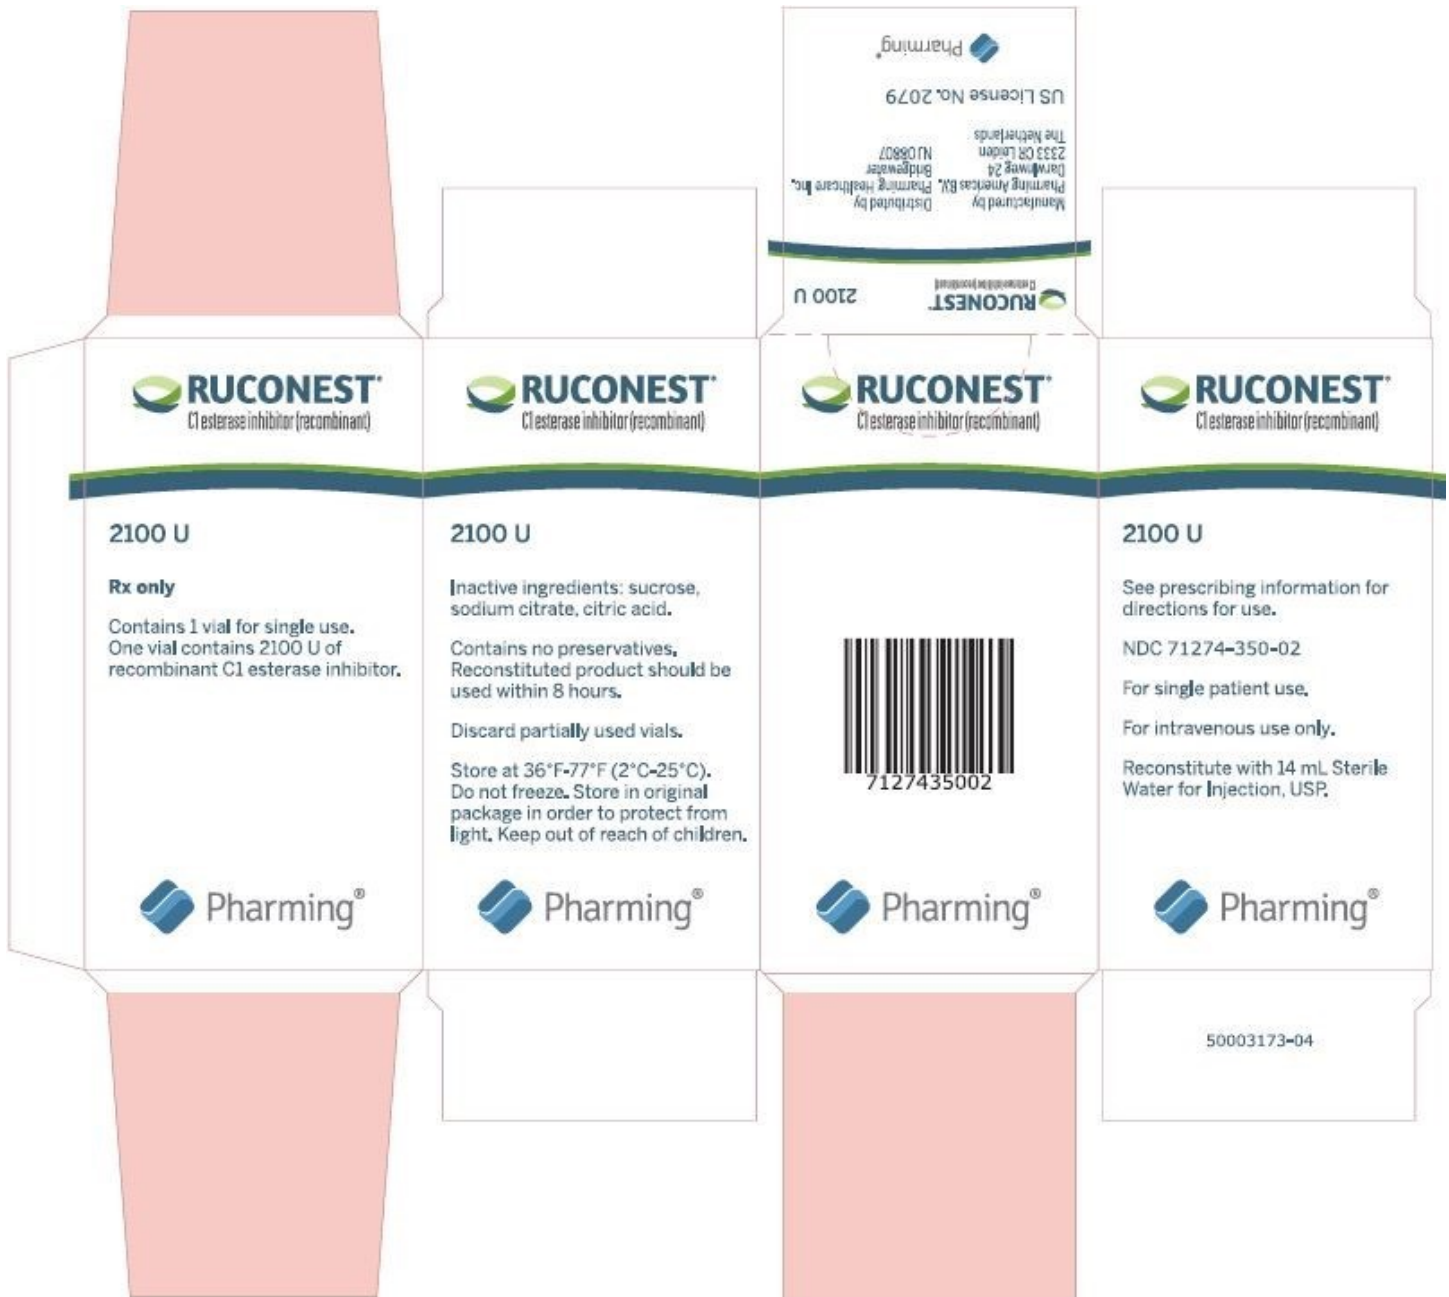 Pharming®
US License No. 2079
Manufactured by
Pharming Americas B.V.
Darwinweg 24
2333 CR Leiden
The Netherlands
Distributed by
Pharming Healthcare Inc.
Bridgewater
NJ 08807
RUCONEST®
C1 esterase inhibitor (recombinant)
2100 U
RUCONEST®
C1 esterase inhibitor (recombinant)
2100 U
Rx only
Contains 1 vial for single use.
One vial contains 2100 U of
recombinant C1 esterase inhibitor.
Pharming®
RUCONEST®
C1 esterase inhibitor (recombinant)
2100 U
Inactive ingredients: sucrose,
sodium citrate, citric acid.
Contains no preservatives.
Reconstituted product should be
used within 8 hours.
Discard partially used vials.
Store at 36°F-77°F (2°C-25°C).
Do not freeze. Store in original
package in order to protect from
light. Keep out of reach of children.
Pharming®
RUCONEST®
C1 esterase inhibitor (recombinant)
7127435002
Pharming®
RUCONEST®
C1 esterase inhibitor (recombinant)
2100 U
See prescribing information for
directions for use.
NDC 71274-350-02
For single patient use.
For intravenous use only.
Reconstitute with 14 mL Sterile
Water for Injection, USP.
Pharming®
50003173-04